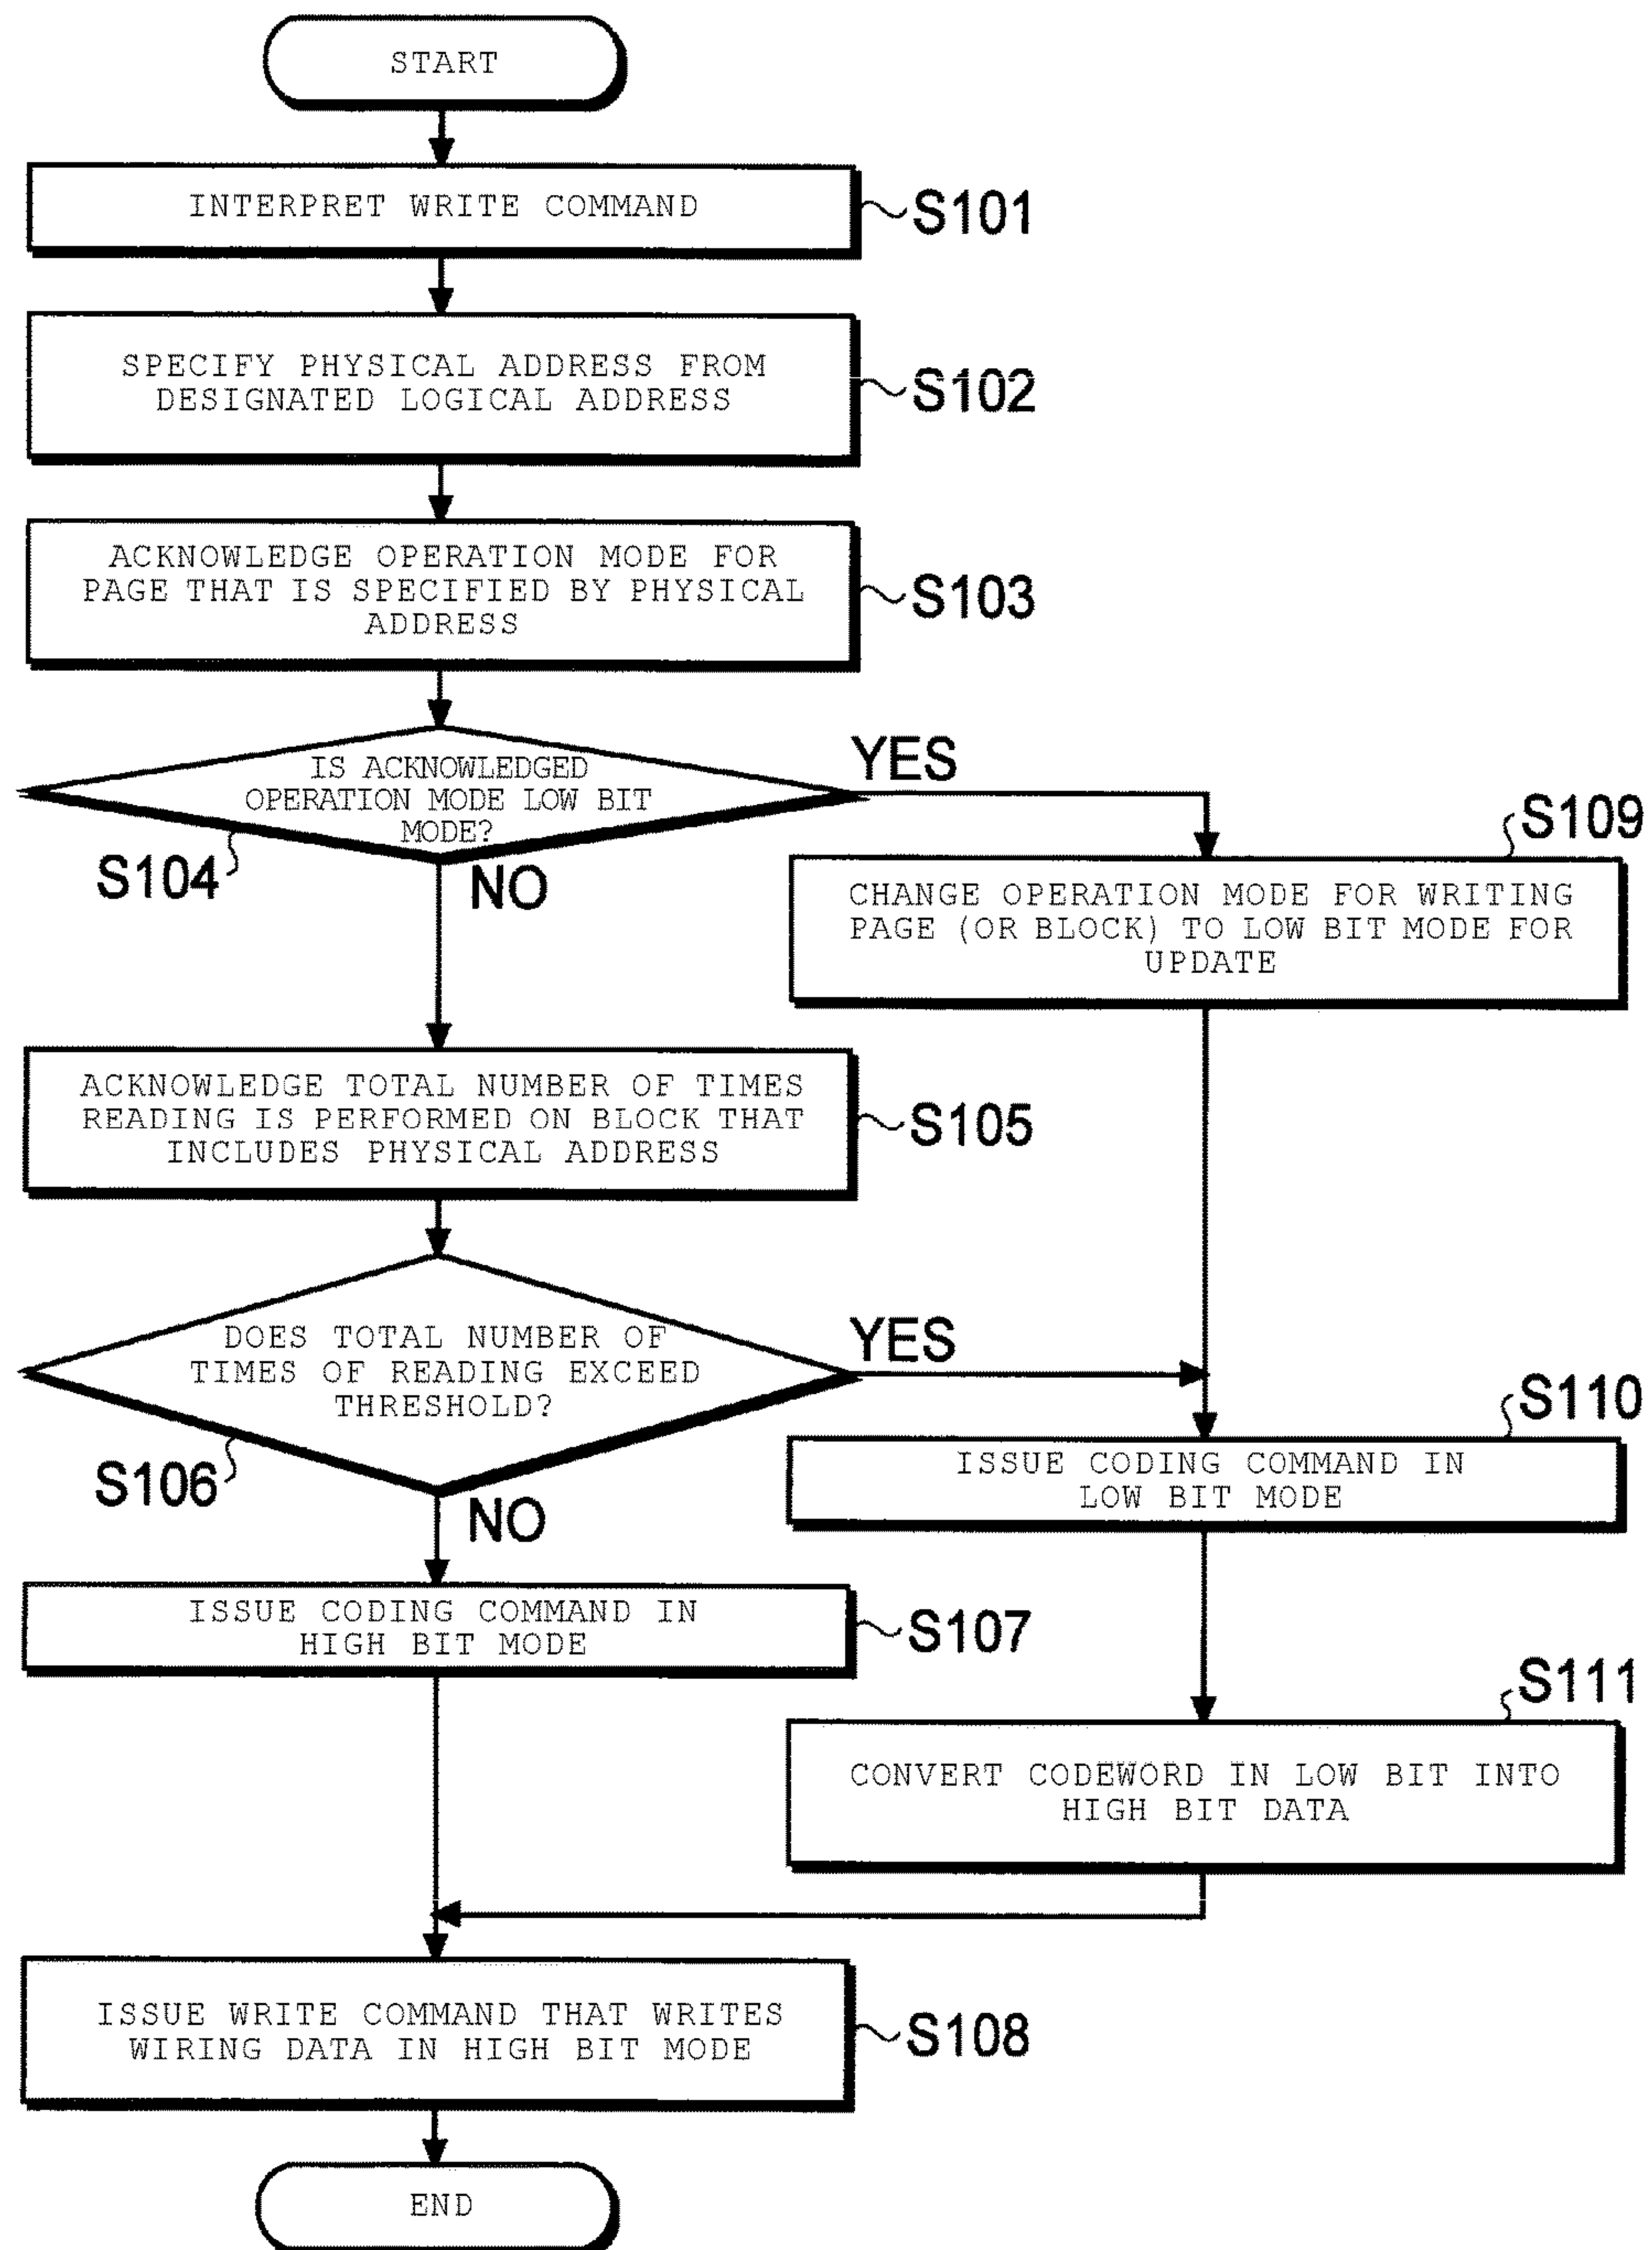 START
INTERPRET WRITE COMMAND
S101
SPECIFY PHYSICAL ADDRESS FROM
DESIGNATED LOGICAL ADDRESS
S102
ACKNOWLEDGE OPERATION MODE FOR
PAGE THAT IS SPECIFIED BY PHYSICAL
ADDRESS
S103
IS ACKNOWLEDGED
OPERATION MODE LOW BIT
MODE?
S104
YES
NO
S109
CHANGE OPERATION MODE FOR WRITING
PAGE (OR BLOCK) TO LOW BIT MODE FOR
UPDATE
ACKNOWLEDGE TOTAL NUMBER OF TIMES
READING IS PERFORMED ON BLOCK THAT
INCLUDES PHYSICAL ADDRESS
S105
DOES TOTAL NUMBER OF
TIMES OF READING EXCEED
THRESHOLD?
S106
YES
NO
S110
ISSUE CODING COMMAND IN
LOW BIT MODE
ISSUE CODING COMMAND IN
HIGH BIT MODE
S107
S111
CONVERT CODEWORD IN LOW BIT INTO
HIGH BIT DATA
ISSUE WRITE COMMAND THAT WRITES
WIRING DATA IN HIGH BIT MODE
S108
END